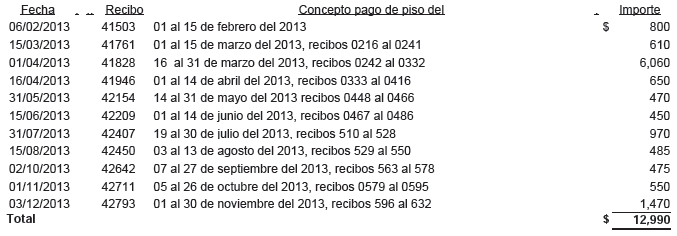 Fecha Recibo Concepto pago de piso del Importe
06/02/2013 41503 01 al 15 de febrero del 2013 $ 800
15/03/2013 41761 01 al 15 de marzo del 2013, recibos 0216 al 0241 610
01/04/2013 41828 16 al 31 de marzo del 2013, recibos 0242 al 0332 6,060
16/04/2013 41946 01 al 14 de abril del 2013, recibos 0333 al 0416 650
31/05/2013 42154 14 al 31 de mayo del 2013 recibos 0448 al 0466 470
15/06/2013 42209 01 al 14 de junio del 2013, recibos 0467 al 0486 450
31/07/2013 42407 19 al 30 de julio del 2013, recibos 510 al 528 970
15/08/2013 42450 03 al 13 de agosto del 2013, recibos 529 al 550 485
02/10/2013 42642 07 al 27 de septiembre del 2013, recibos 563 al 578 475
01/11/2013 42711 05 al 26 de octubre del 2013, recibos 0579 al 0595 550
03/12/2013 42793 01 al 30 de noviembre del 2013, recibos 596 al 632 1,470
Total $ 12,990